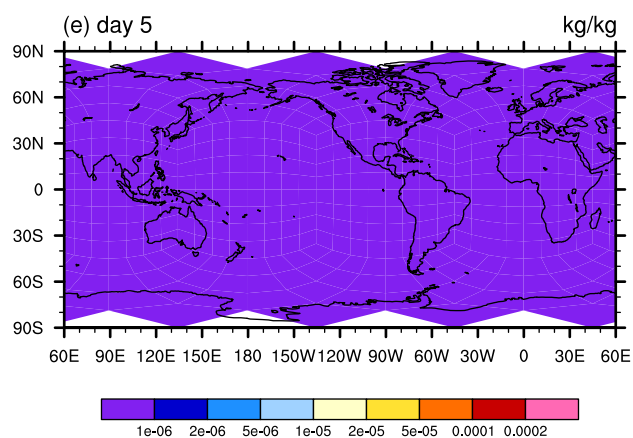 (e) day 5 kg/kg
90N
60N
30N
0
30S
60S
90S
60E 90E 120E 150E 180 150W 120W 90W 60W 30W 0 30E 60E
1e-06 2e-06 5e-06 1e-05 2e-05 5e-05 0.0001 0.0002